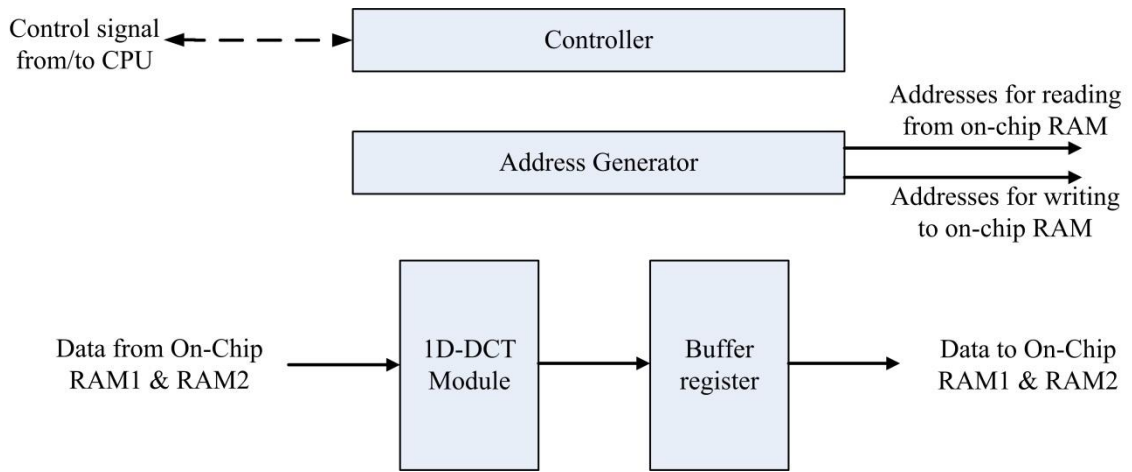 Control signal
from/to CPU
Controller
Addresses for reading
from on-chip RAM
Address Generator
Addresses for writing
to on-chip RAM
Data from On-Chip
RAM1 & RAM2
1D-DCT
Module
Buffer
register
Data to On-Chip
RAM1 & RAM2